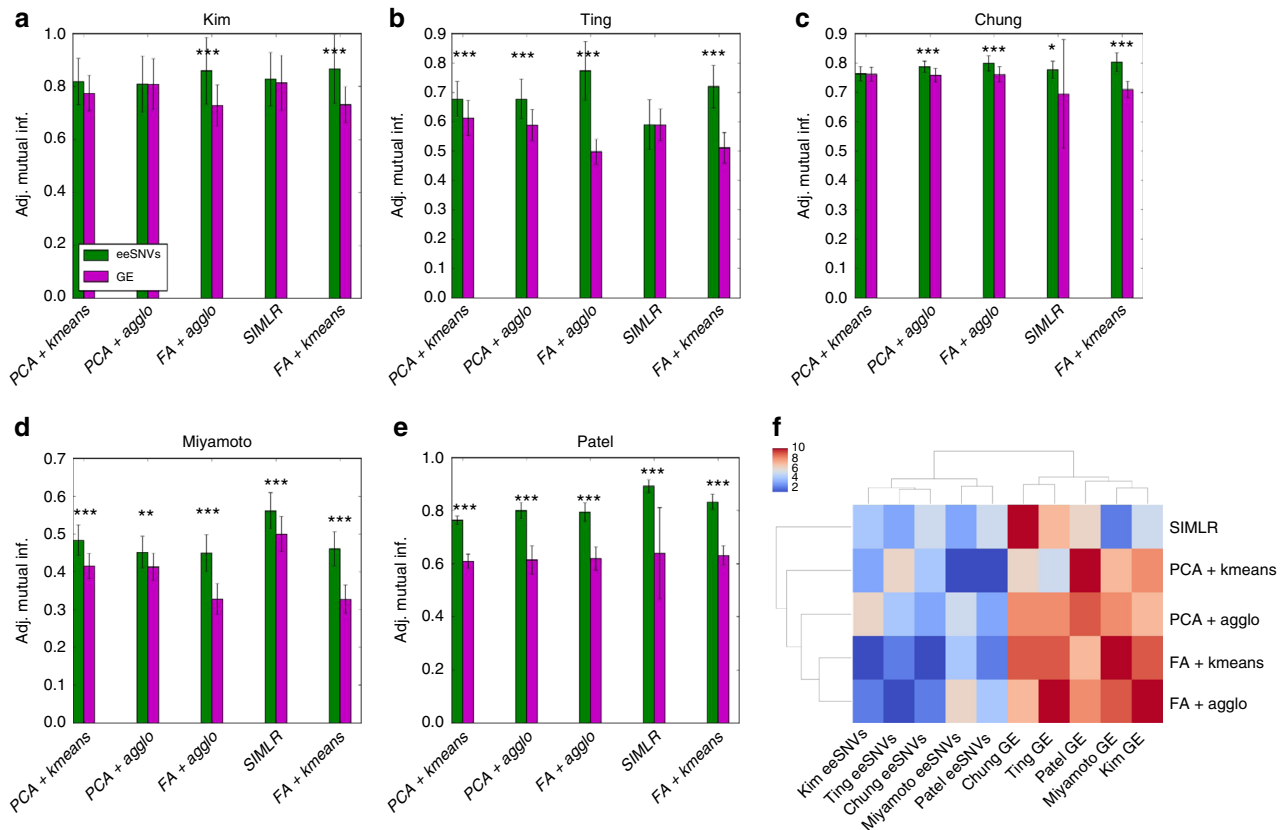 a
Kim
Adj. mutual inf.
1.0
0.8
0.6
0.4
0.2
0.0
***
***
eeSNVs
GE
PCA + kmeans
PCA + agglo
FA + agglo
SIMLR
FA + kmeans
b
Ting
Adj. mutual inf.
0.9
0.8
0.7
0.6
0.5
0.4
0.3
0.2
0.1
0.0
***
***
***
***
PCA + kmeans
PCA + agglo
FA + agglo
SIMLR
FA + kmeans
c
Chung
Adj. mutual inf.
0.9
0.8
0.7
0.6
0.5
0.4
0.3
0.2
0.1
0.0
***
***
*
***
PCA + kmeans
PCA + agglo
FA + agglo
SIMLR
FA + kmeans
d
Miyamoto
Adj. mutual inf.
0.7
0.6
0.5
0.4
0.3
0.2
0.1
0.0
***
**
***
***
***
PCA + kmeans
PCA + agglo
FA + agglo
SIMLR
FA + kmeans
e
Patel
Adj. mutual inf.
1.0
0.8
0.6
0.4
0.2
0.0
***
***
***
***
***
PCA + kmeans
PCA + agglo
FA + agglo
SIMLR
FA + kmeans
f
10
8
6
4
2
SIMLR
PCA + kmeans
PCA + agglo
FA + kmeans
FA + agglo
Kim eeSNVs
Ting eeSNVs
Chung eeSNVs
Miyamoto eeSNVs
Patel eeSNVs
Chung GE
Ting GE
Patel GE
Miyamoto GE
Kim GE